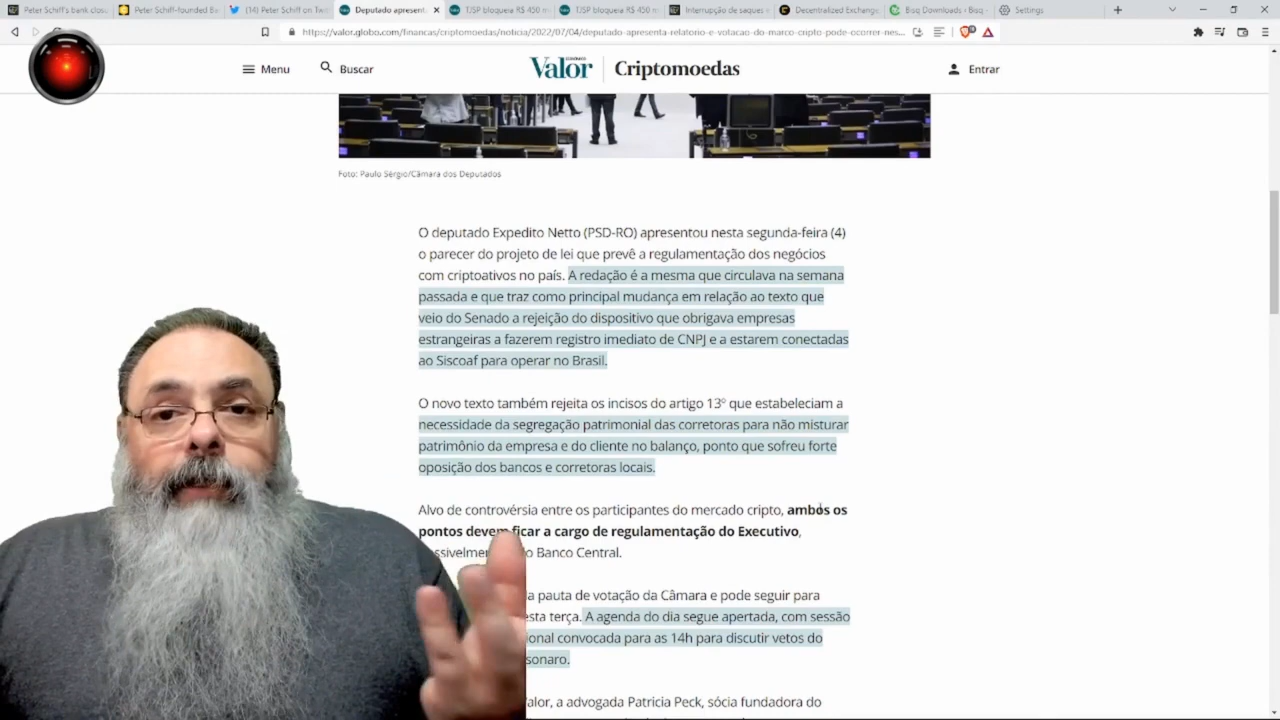 Peter Schiff's bank closu
Peter Schiff-founded Ba
(14) Peter Schiff on Twit
Deputado apresent
TJSP bloqueia R$ 450 m
TJSP bloqueia R$ 450 m
Interrupção de saques v
Decentralized Exchange
Bisq Downloads | Bisq -
Settings
https://valor.globo.com/financas/criptomoedas/noticia/2022/07/04/deputado-apresenta-relatorio-e-votacao-do-marco-cripto-pode-ocorrer-nes...
Menu
Buscar
Valor
ECONÔMICO
Criptomoedas
Entrar
Foto: Paulo Sérgio/Câmara dos Deputados
O deputado Expedito Netto (PSD-RO) apresentou nesta segunda-feira (4)
o parecer do projeto de lei que prevê a regulamentação dos negócios
com criptoativos no país. A redação é a mesma que circulava na semana
passada e que traz como principal mudança em relação ao texto que
veio do Senado a rejeição do dispositivo que obrigava empresas
estrangeiras a fazerem registro imediato de CNPJ e a estarem conectadas
ao Siscoaf para operar no Brasil.
O novo texto também rejeita os incisos do artigo 13º que estabeleciam a
necessidade da segregação patrimonial das corretoras para não misturar
patrimônio da empresa e do cliente no balanço, ponto que sofreu forte
oposição dos bancos e corretoras locais.
Alvo de controvérsia entre os participantes do mercado cripto, ambos os
pontos devem ficar a cargo de regulamentação do Executivo,
ssivelme o Banco Central.
la pauta de votação da Câmara e pode seguir para
esta terça. A agenda do dia segue apertada, com sessão
ional convocada para as 14h para discutir vetos do
sonaro.
alor, a advogada Patricia Peck, sócia fundadora do